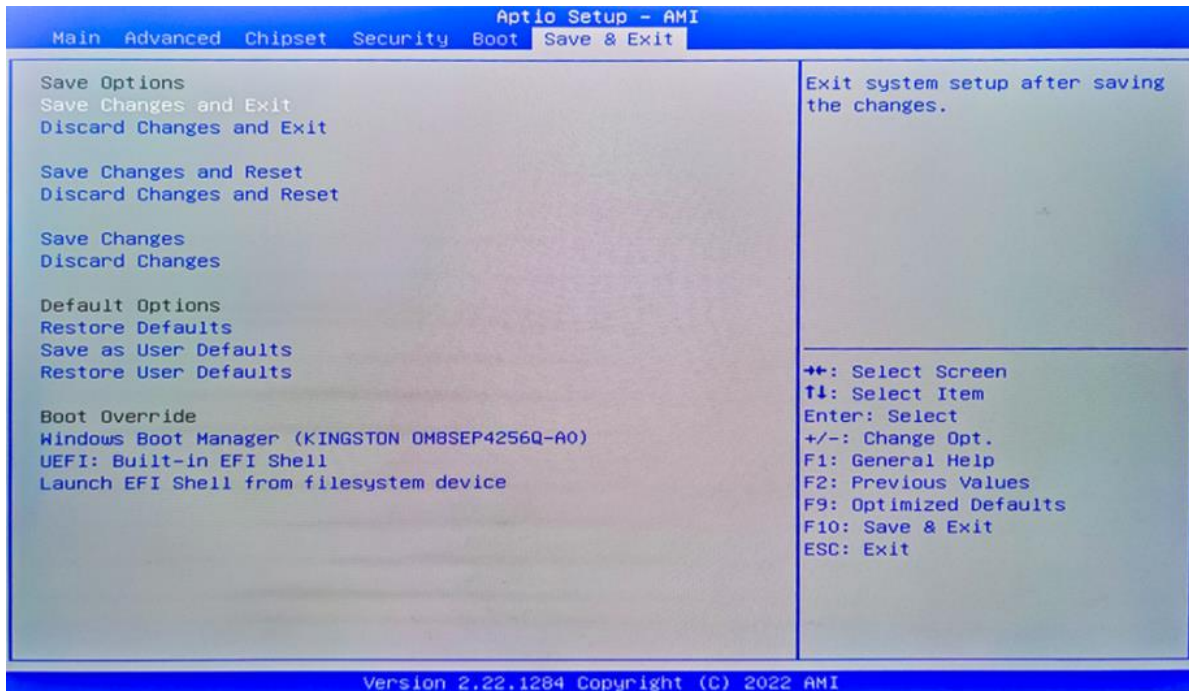 Aptio Setup - AMI
Main Advanced Chipset Security Boot Save & Exit
Save Options
Save Changes and Exit
Discard Changes and Exit
Save Changes and Reset
Discard Changes and Reset
Save Changes
Discard Changes
Default Options
Restore Defaults
Save as User Defaults
Restore User Defaults
Boot Override
Windows Boot Manager (KINGSTON OM8SEP4256Q-A0)
UEFI: Built-in EFI Shell
Launch EFI Shell from filesystem device
Exit system setup after saving
the changes.
→←: Select Screen
↑↓: Select Item
Enter: Select
+/-: Change Opt.
F1: General Help
F2: Previous Values
F9: Optimized Defaults
F10: Save & Exit
ESC: Exit
Version 2.22.1284 Copyright (C) 2022 AMI